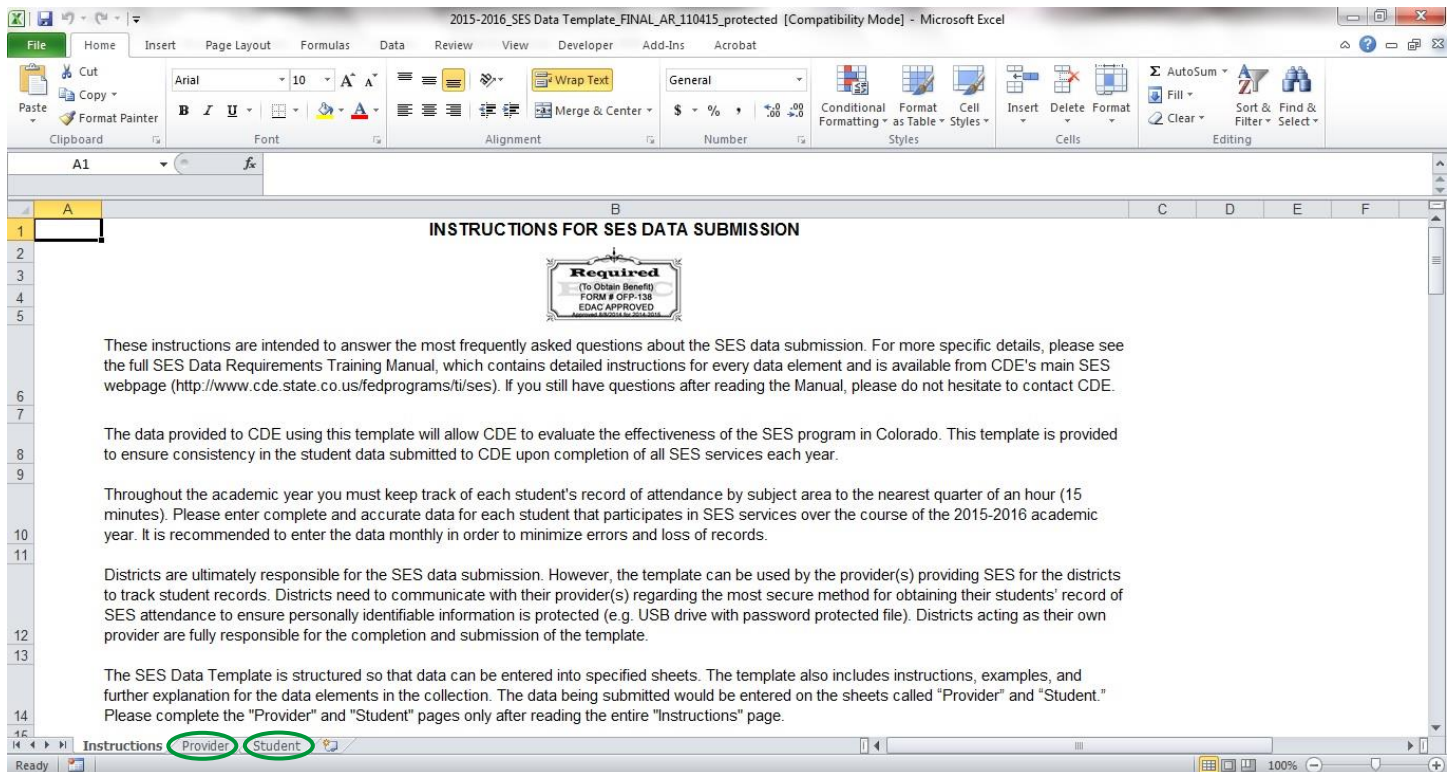 2015-2016_SES Data Template_FINAL_AR_110415_protected [Compatibility Mode] - Microsoft Excel
File Home Insert Page Layout Formulas Data Review View Developer Add-Ins Acrobat
Cut
Copy
Format Painter
Paste
Arial 10
Wrap Text
Merge & Center
General
$ % ,
Conditional Formatting
Format as Table
Cell Styles
Insert Delete Format
Σ AutoSum
Fill
Clear
Sort & Filter
Find & Select
Clipboard Font Alignment Number Styles Cells Editing
A1 fx
A B C D E F
1 INSTRUCTIONS FOR SES DATA SUBMISSION
2
3
4
5
Required
(To Obtain Benefit)
FORM # OFP-138
EDAC APPROVED
These instructions are intended to answer the most frequently asked questions about the SES data submission. For more specific details, please see
the full SES Data Requirements Training Manual, which contains detailed instructions for every data element and is available from CDE's main SES
6 webpage (http://www.cde.state.co.us/fedprograms/ti/ses). If you still have questions after reading the Manual, please do not hesitate to contact CDE.
7
The data provided to CDE using this template will allow CDE to evaluate the effectiveness of the SES program in Colorado. This template is provided
8 to ensure consistency in the student data submitted to CDE upon completion of all SES services each year.
9
Throughout the academic year you must keep track of each student's record of attendance by subject area to the nearest quarter of an hour (15
minutes). Please enter complete and accurate data for each student that participates in SES services over the course of the 2015-2016 academic
10 year. It is recommended to enter the data monthly in order to minimize errors and loss of records.
11
Districts are ultimately responsible for the SES data submission. However, the template can be used by the provider(s) providing SES for the districts
to track student records. Districts need to communicate with their provider(s) regarding the most secure method for obtaining their students' record of
SES attendance to ensure personally identifiable information is protected (e.g. USB drive with password protected file). Districts acting as their own
12 provider are fully responsible for the completion and submission of the template.
13
The SES Data Template is structured so that data can be entered into specified sheets. The template also includes instructions, examples, and
further explanation for the data elements in the collection. The data being submitted would be entered on the sheets called “Provider” and “Student.”
14 Please complete the "Provider" and "Student" pages only after reading the entire "Instructions" page.
15
Instructions Provider Student
Ready 100%